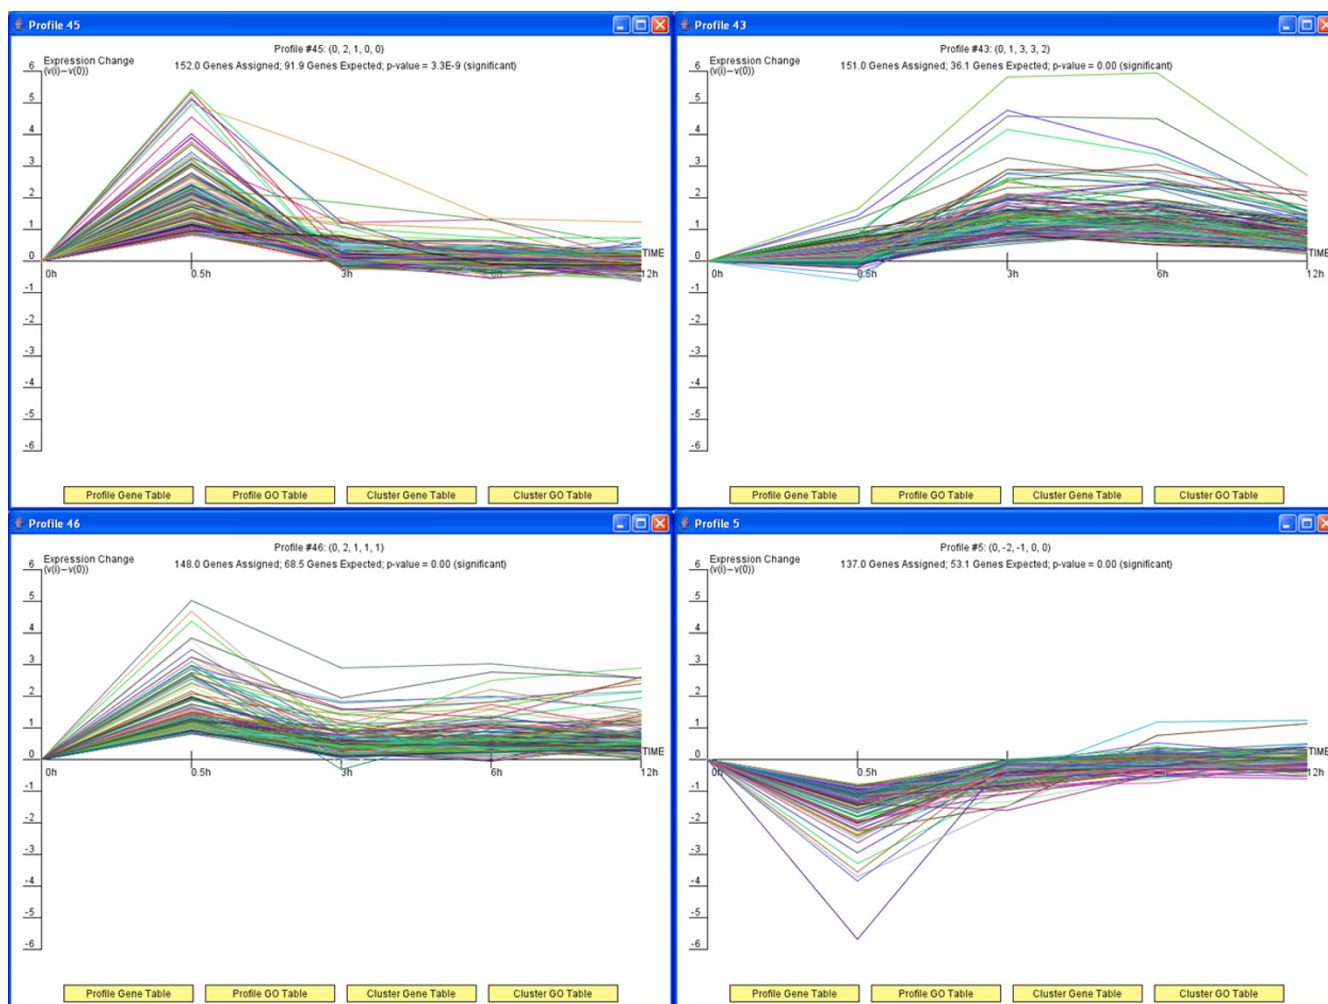 Profile 45
Profile #45: (0, 2, 1, 0, 0)
Expression Change
(v(i)-v(0))
152.0 Genes Assigned; 91.9 Genes Expected; p-value = 3.3E-9 (significant)
6
5
4
3
2
1
0
-1
-2
-3
-4
-5
-6
TIME
0h
0.5h
3h
12h
Profile Gene Table
Profile GO Table
Cluster Gene Table
Cluster GO Table
Profile 43
Profile #43: (0, 1, 3, 3, 2)
Expression Change
(v(i)-v(0))
151.0 Genes Assigned; 36.1 Genes Expected; p-value = 0.00 (significant)
6
5
4
3
2
1
0
-1
-2
-3
-4
-5
-6
TIME
0h
0.5h
3h
6h
12h
Profile Gene Table
Profile GO Table
Cluster Gene Table
Cluster GO Table
Profile 46
Profile #46: (0, 2, 1, 1, 1)
Expression Change
(v(i)-v(0))
148.0 Genes Assigned; 68.5 Genes Expected; p-value = 0.00 (significant)
6
5
4
3
2
1
0
-1
-2
-3
-4
-5
-6
TIME
0h
0.5h
3h
6h
12h
Profile Gene Table
Profile GO Table
Cluster Gene Table
Cluster GO Table
Profile 5
Profile #5: (0, -2, -1, 0, 0)
Expression Change
(v(i)-v(0))
137.0 Genes Assigned; 53.1 Genes Expected; p-value = 0.00 (significant)
6
5
4
3
2
1
0
-1
-2
-3
-4
-5
-6
TIME
0h
0.5h
12h
Profile Gene Table
Profile GO Table
Cluster Gene Table
Cluster GO Table